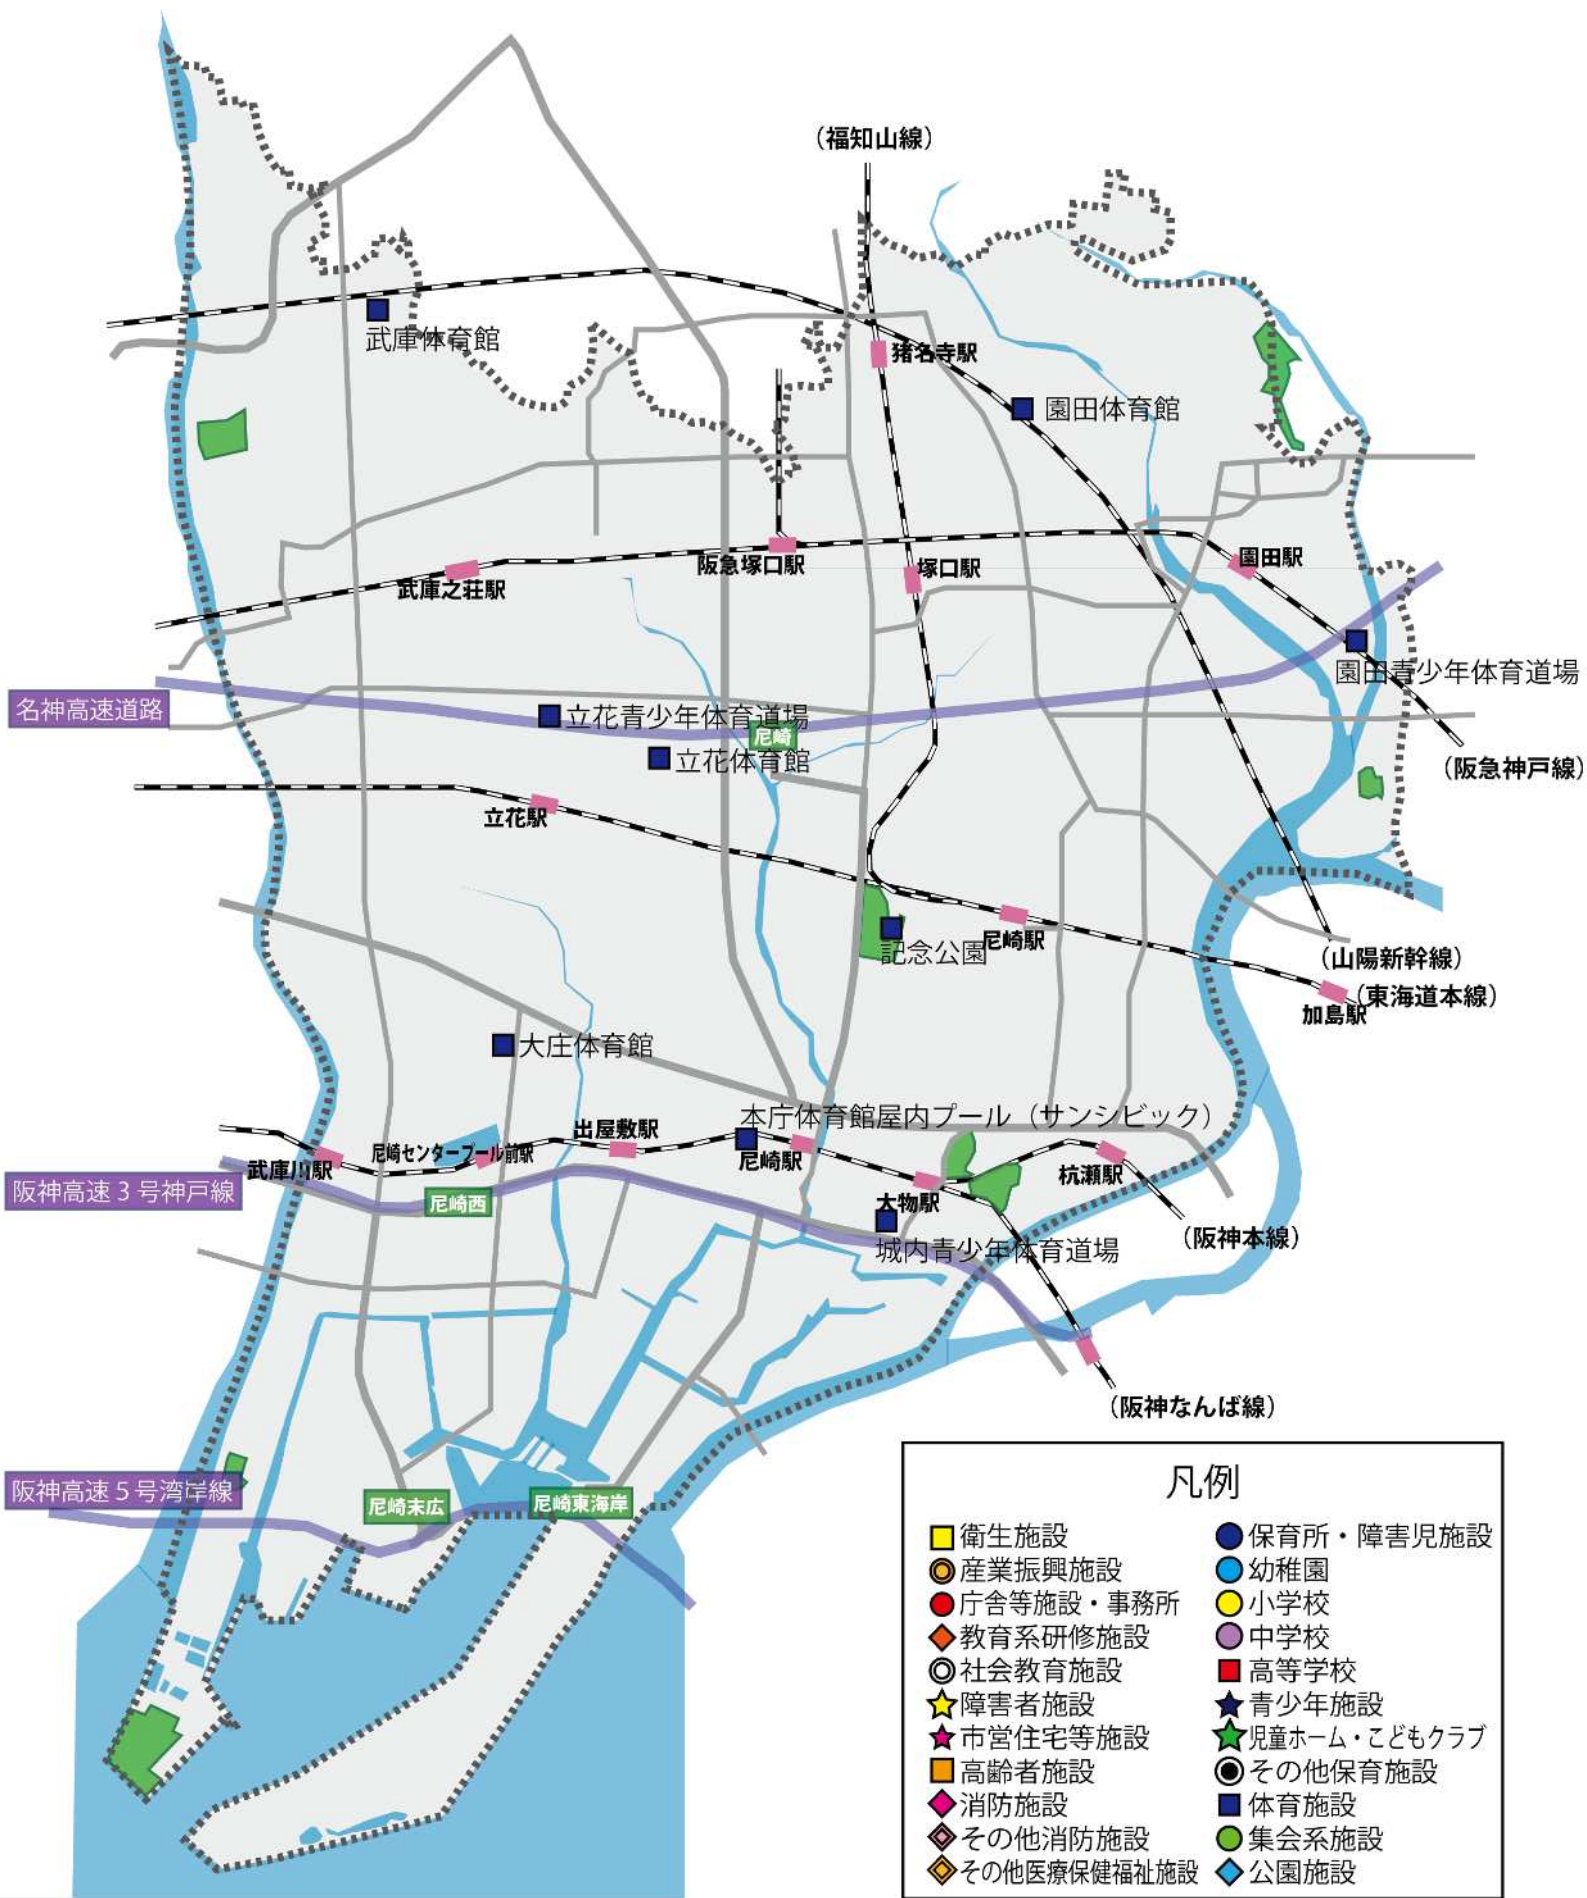 （福知山線）
武庫体育館
猪名寺駅
園田体育館
武庫之荘駅
阪急塚口駅
塚口駅
園田駅
園田青少年体育道場
名神高速道路
立花青少年体育道場
尼崎
立花体育館
（阪急神戸線）
立花駅
記念公園
尼崎駅
（山陽新幹線）
（東海道本線）
加島駅
大庄体育館
本庁体育館屋内プール（サンシビック）
出屋敷駅
尼崎センタープール前駅
武庫川駅
尼崎駅
杭瀬駅
阪神高速３号神戸線
尼崎西
大物駅
城内青少年体育道場
（阪神本線）
（阪神なんば線）
阪神高速５号湾岸線
尼崎末広
尼崎東海岸
凡例
衛生施設
産業振興施設
庁舎等施設・事務所
教育系研修施設
社会教育施設
障害者施設
市営住宅等施設
高齢者施設
消防施設
その他消防施設
その他医療保健福祉施設
保育所・障害児施設
幼稚園
小学校
中学校
高等学校
青少年施設
児童ホーム・こどもクラブ
その他保育施設
体育施設
集会系施設
公園施設